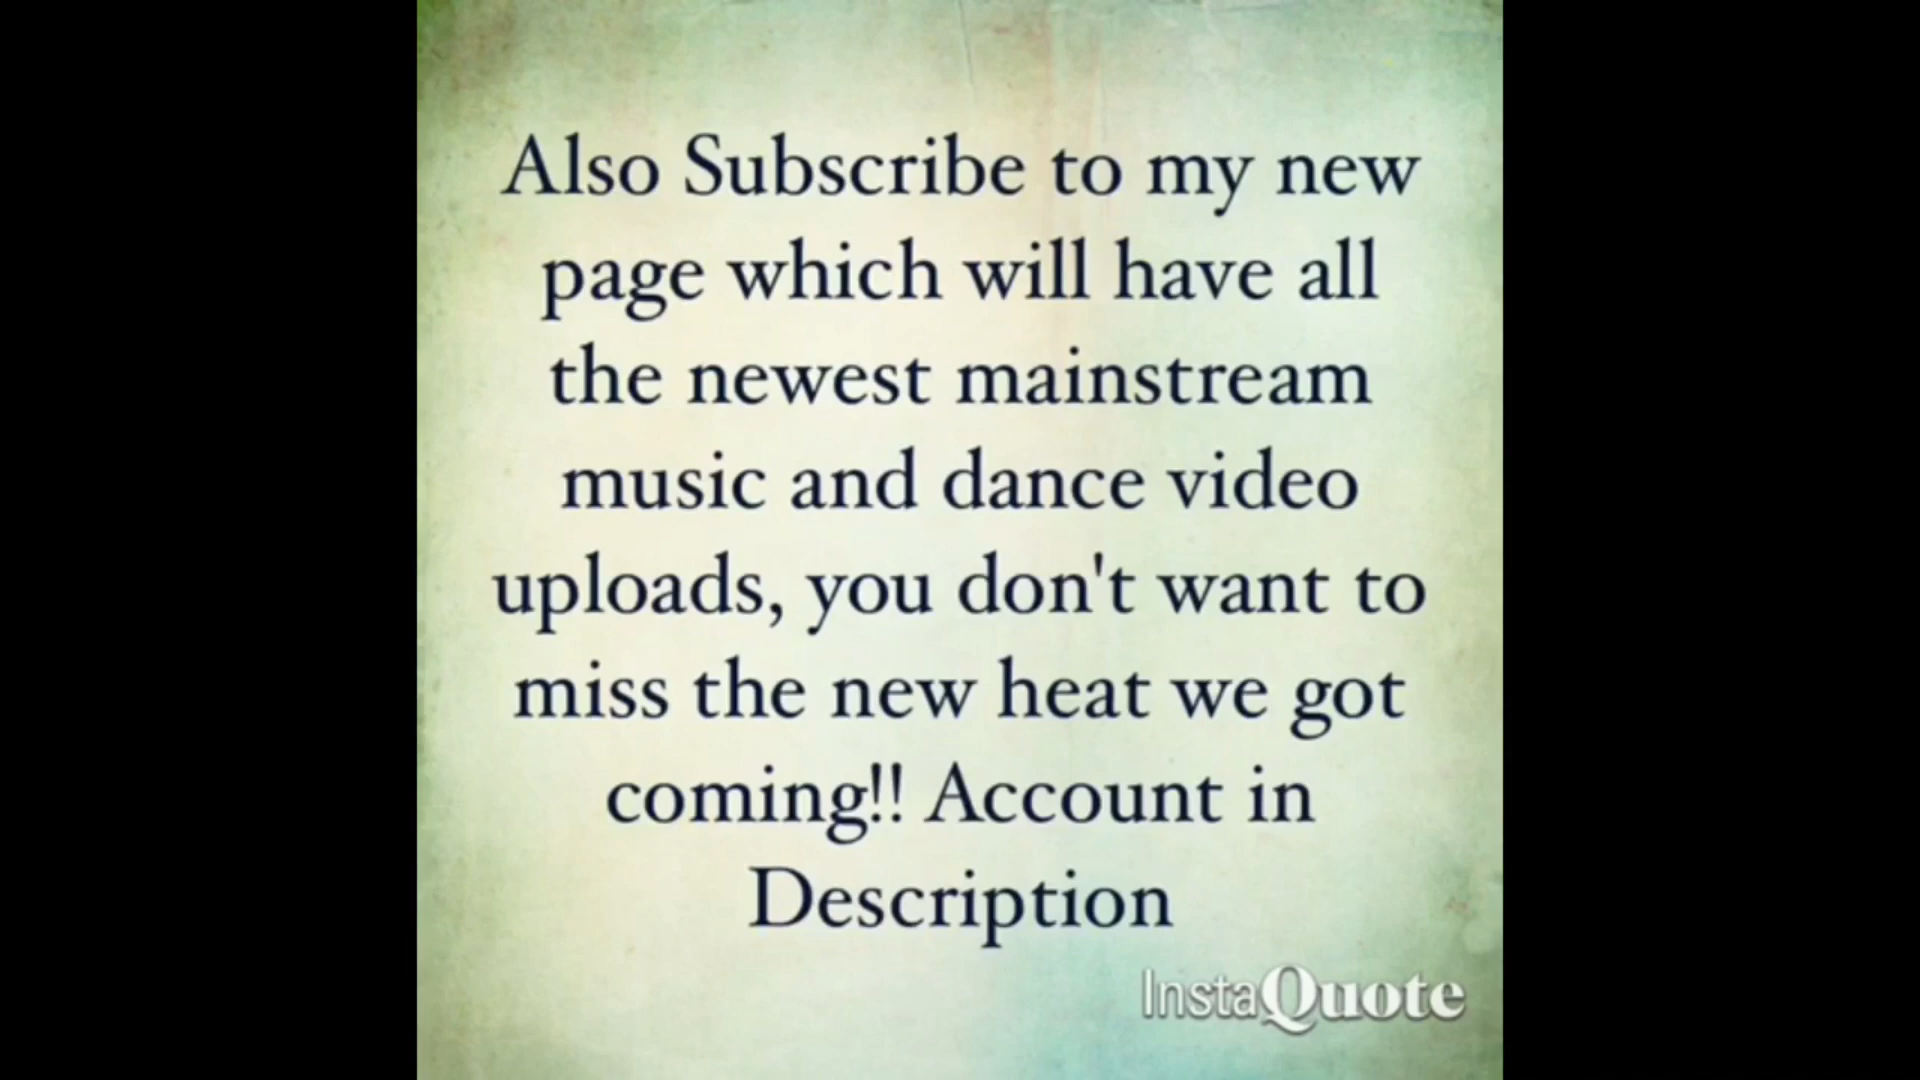 Also Subscribe to my new
page which will have all
the newest mainstream
music and dance video
uploads, you don't want to
miss the new heat we got
coming!! Account in
Description
InstaQuote